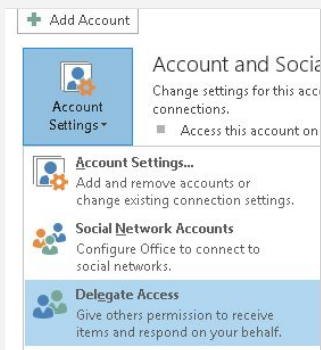 Add Account
Account and Socia
Change settings for this acco
connections.
Access this account on
Account
Settings
Account Settings...
Add and remove accounts or
change existing connection settings.
Social Network Accounts
Configure Office to connect to
social networks.
Delegate Access
Give others permission to receive
items and respond on your behalf.